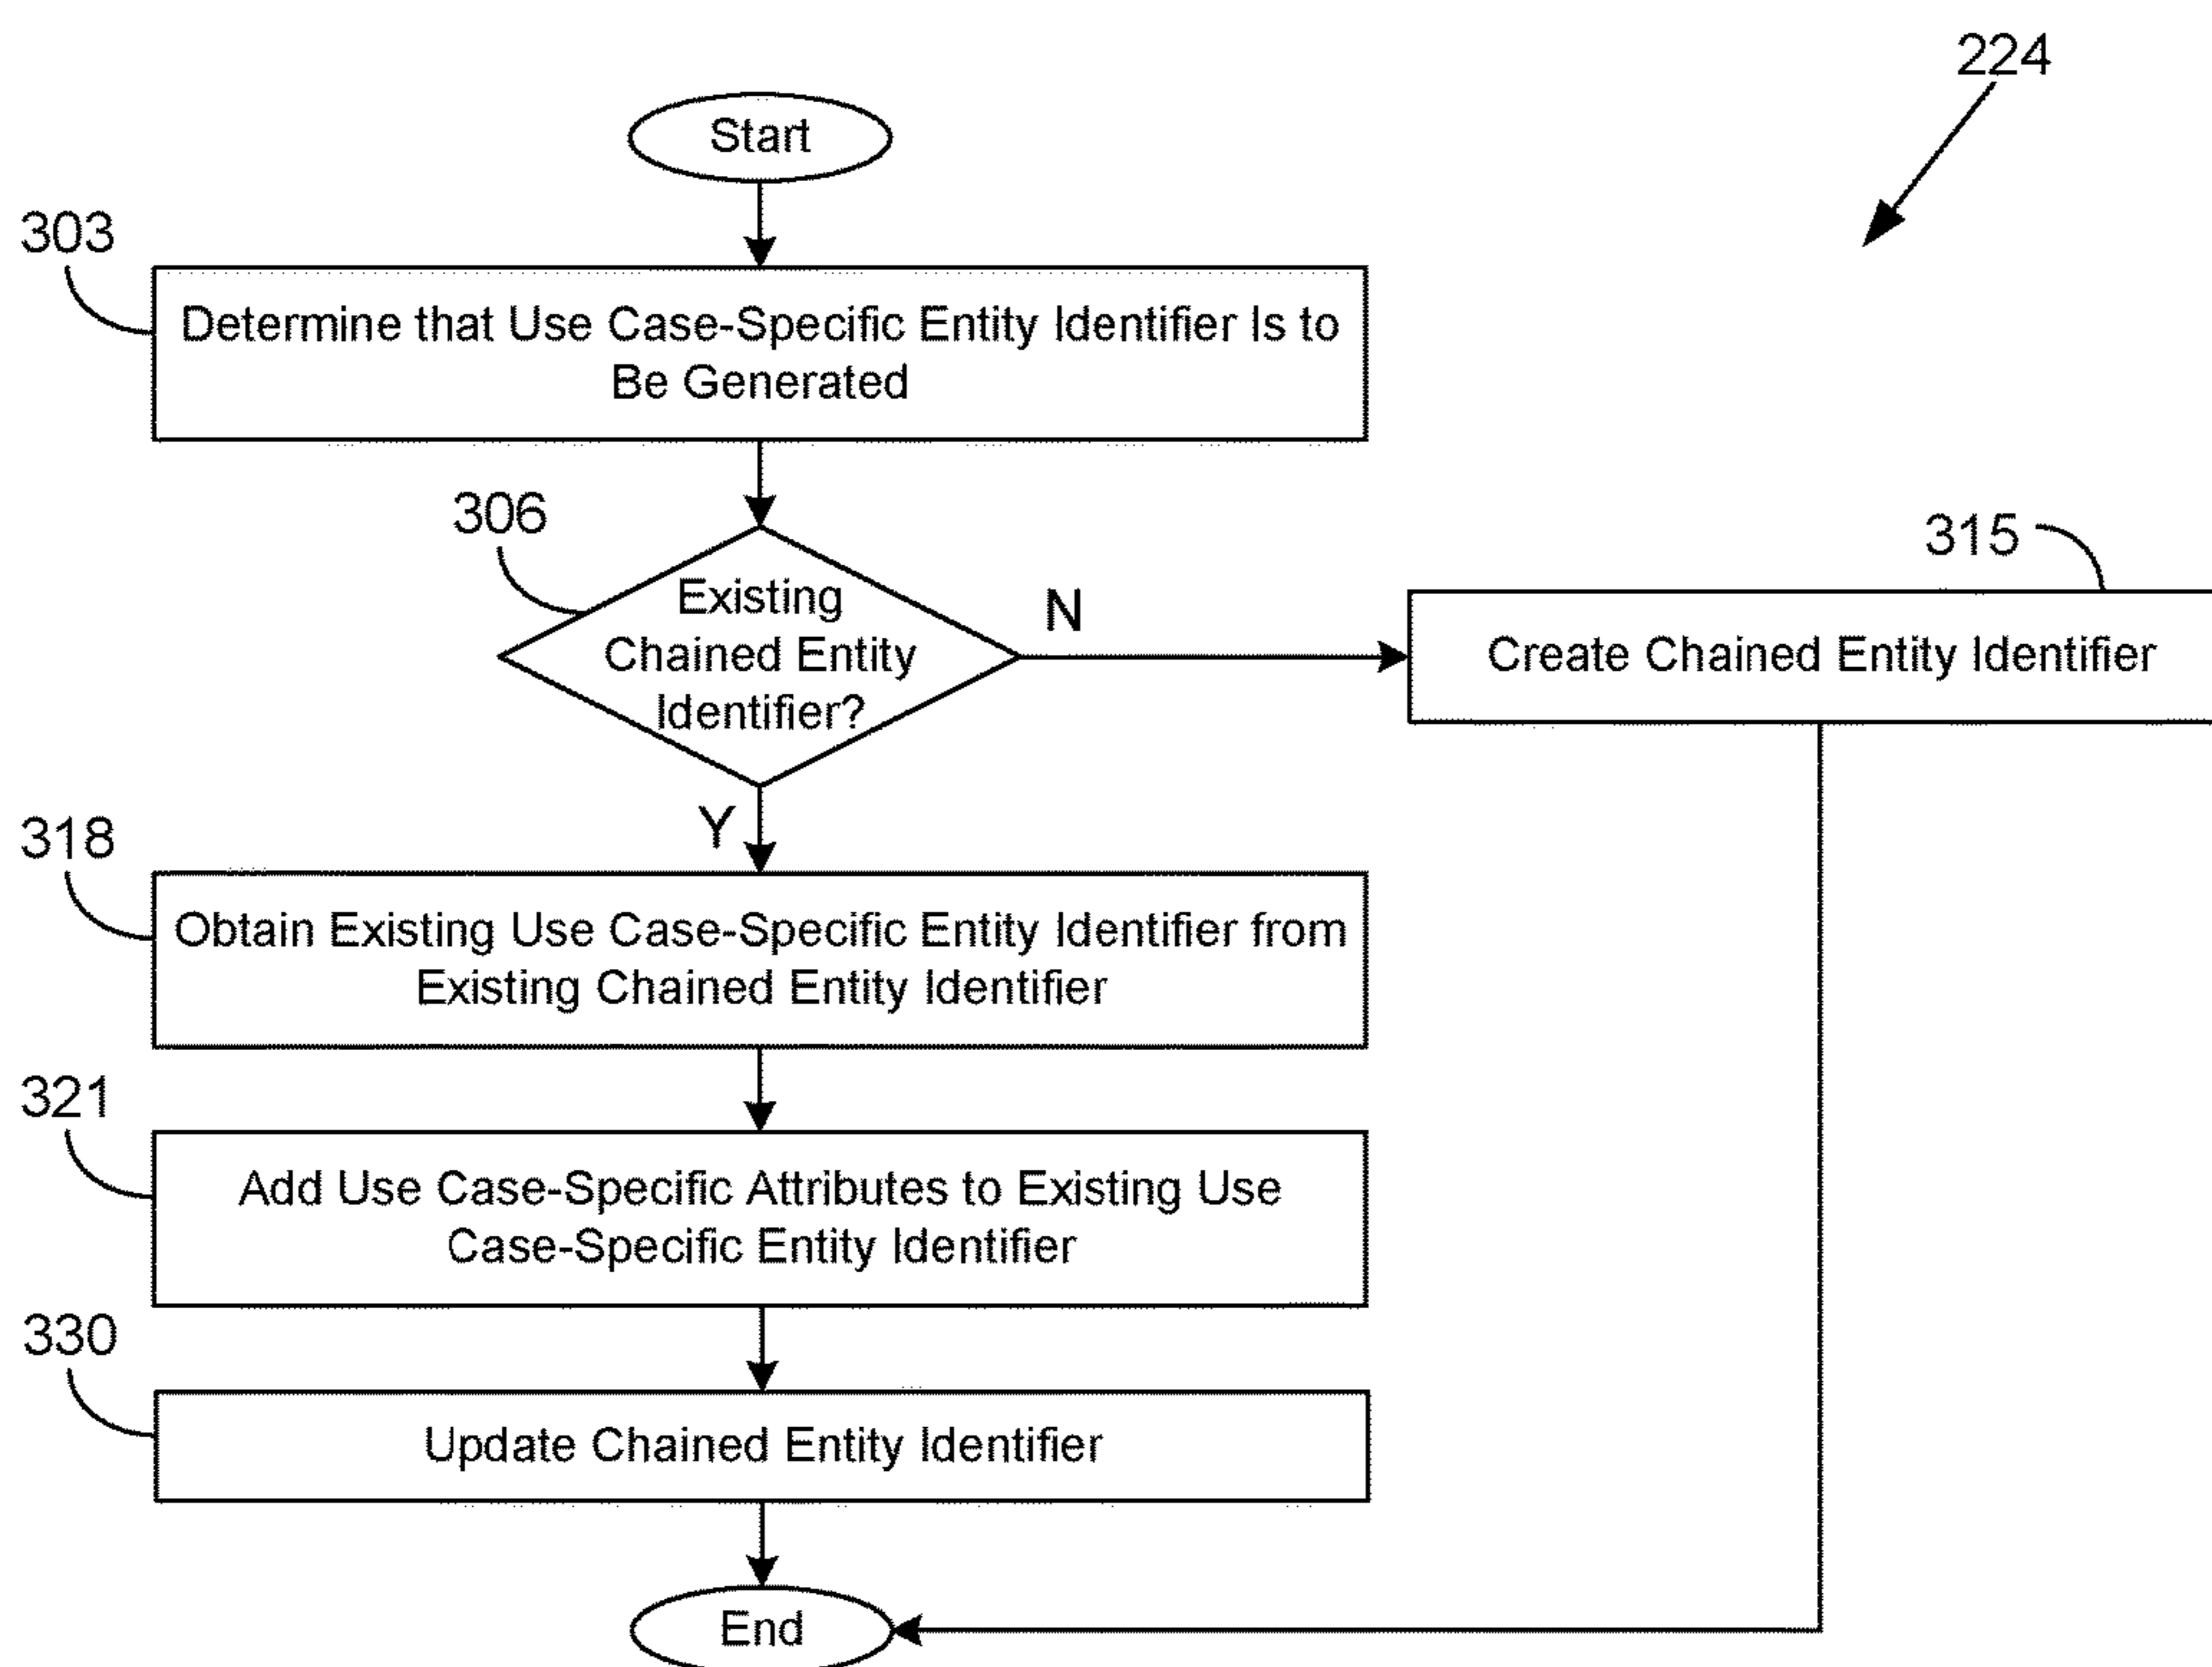 224
Start
303
Determine that Use Case-Specific Entity Identifier Is to
Be Generated
306
Existing
Chained Entity
Identifier?
N
315
Create Chained Entity Identifier
Y
318
Obtain Existing Use Case-Specific Entity Identifier from
Existing Chained Entity Identifier
321
Add Use Case-Specific Attributes to Existing Use
Case-Specific Entity Identifier
330
Update Chained Entity Identifier
End